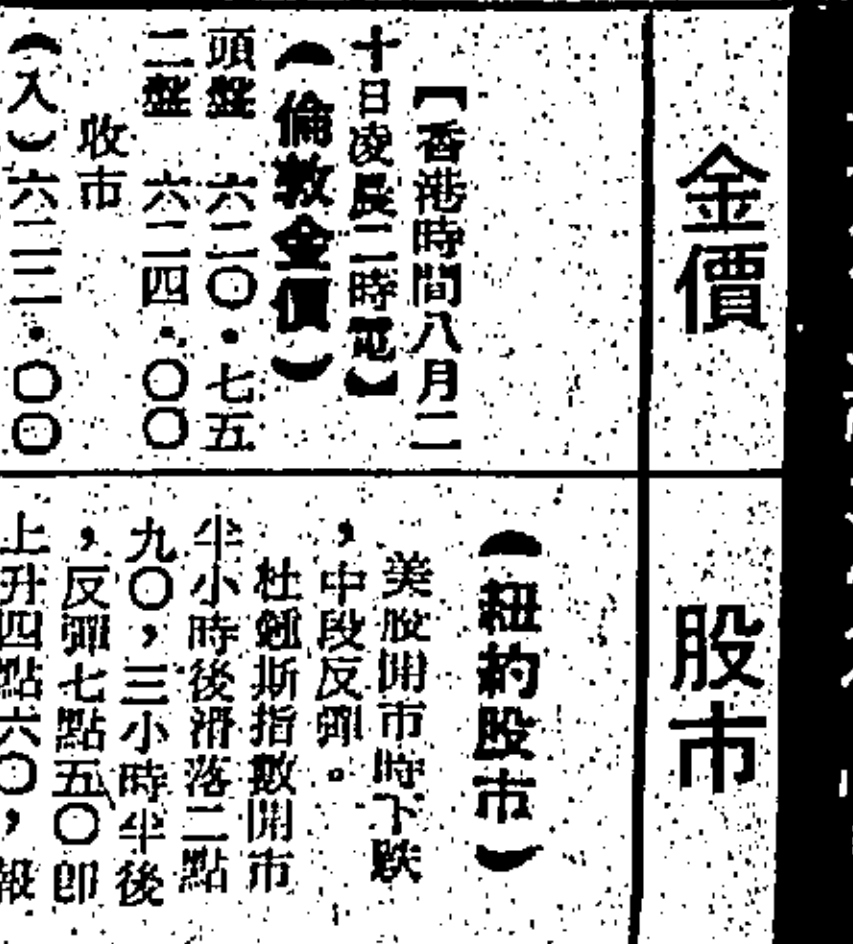 金價
【香港時間八月二
十日凌晨二時電】
（倫敦金價）
頭盤　六二〇・七五
二盤　六二四・〇〇
收市
（入）六二二・〇〇
股市
（紐約股市）
美股開市時下跌
，中段反彈。
杜鍾斯指數開市
半小時後滑落二點
九〇，三小時半後
，反彈七點五〇即
上升四點六〇，報